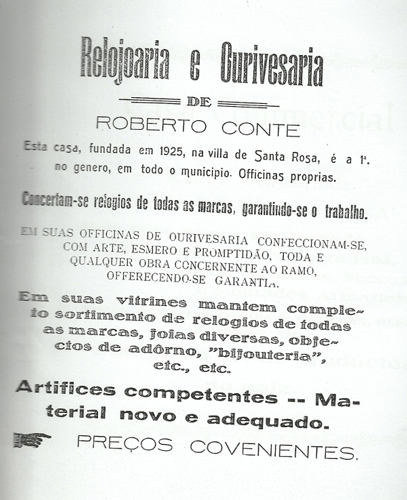 Relojoaria e Ourivesaria
DE
ROBERTO CONTE
Esta casa, fundada em 1925, na villa de Santa Rosa, é a 1ª.
no genero, em todo o municipio. Officinas proprias.
Concertam-se relogios de todas as marcas, garantindo-se o trabalho.
EM SUAS OFFICINAS DE OURIVESARIA CONFECCIONAM-SE,
COM ARTE, ESMERO E PROMPTIDÃO, TODA E
QUALQUER OBRA CONCERNENTE AO RAMO,
OFFERECENDO-SE GARANTIA.
Em suas vitrines mantem comple-
to sortimento de relogios de todas
as marcas, joias diversas, obje-
ctos de adôrno, "bijouteria",
etc., etc.
Artifices competentes -- Ma-
terial novo e adequado.
PREÇOS COVENIENTES.